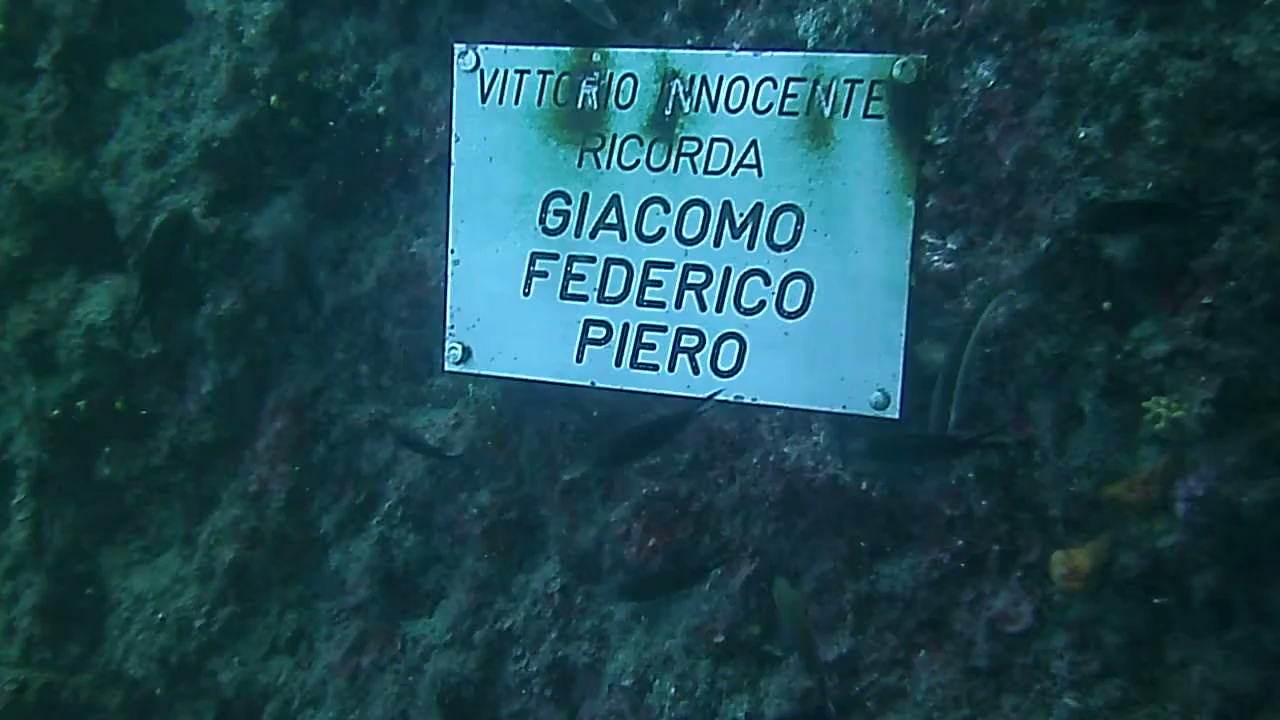 VITTORIO INNOCENTE
RICORDA
GIACOMO
FEDERICO
PIERO